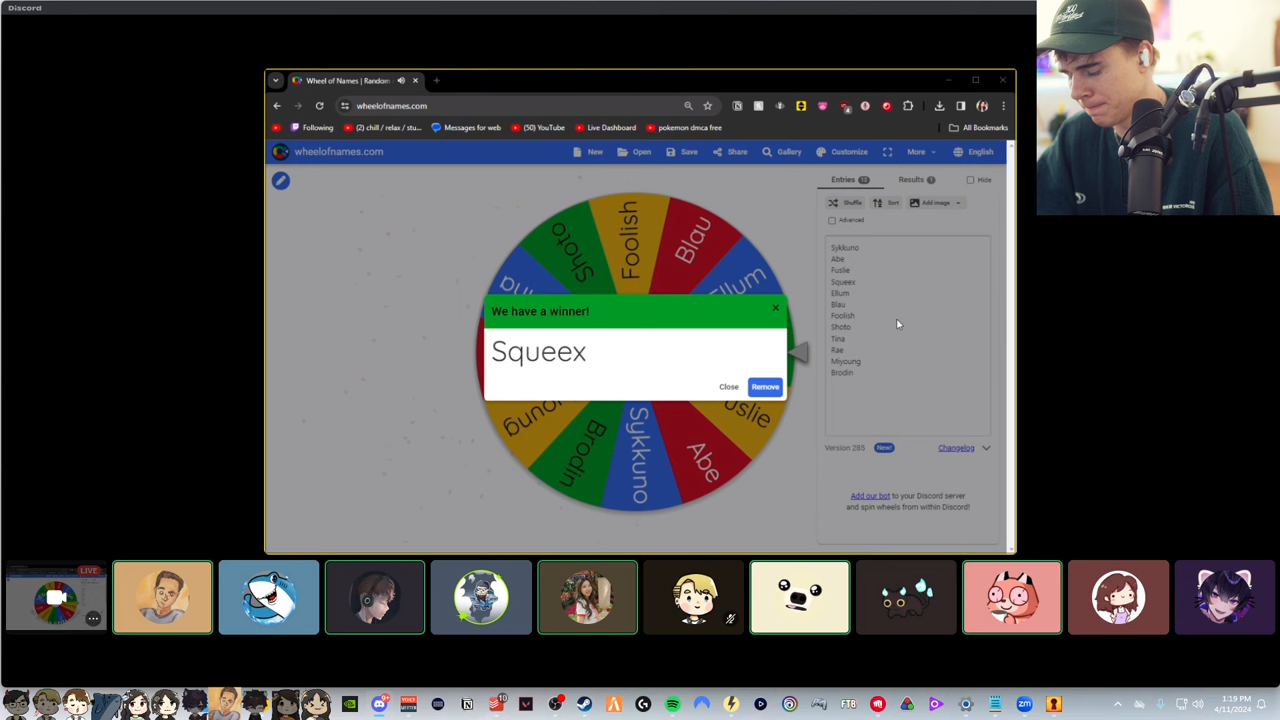 Discord
Wheel of Names | Random
wheelofnames.com
Following
(2) chill / relax / stu...
Messages for web
(50) YouTube
Live Dashboard
pokemon dmca free
All Bookmarks
wheelofnames.com
New
Open
Save
Share
Gallery
Customize
More
English
Entries 12
Results 1
Hide
Shuffle
Sort
Add image
Advanced
Sykkuno
Abe
Fuslie
Squeex
Ellum
Blau
Foolish
Shoto
Tina
Rae
Miyoung
Brodin
Shoto
Foolish
Blau
Ellum
We have a winner!
Squeex
Close
Remove
Brodin
Sykkuno
Abe
Version 285
New!
Changelog
Add our bot to your Discord server
and spin wheels from within Discord!
LIVE
1:19 PM
4/11/2024